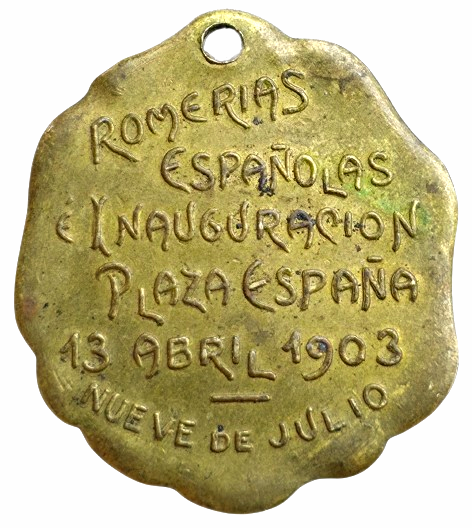 ROMERIAS
ESPAÑOLAS
E INAUGURACION
PLAZA ESPAÑA
13 ABRIL 1903
NUEVE DE JULIO